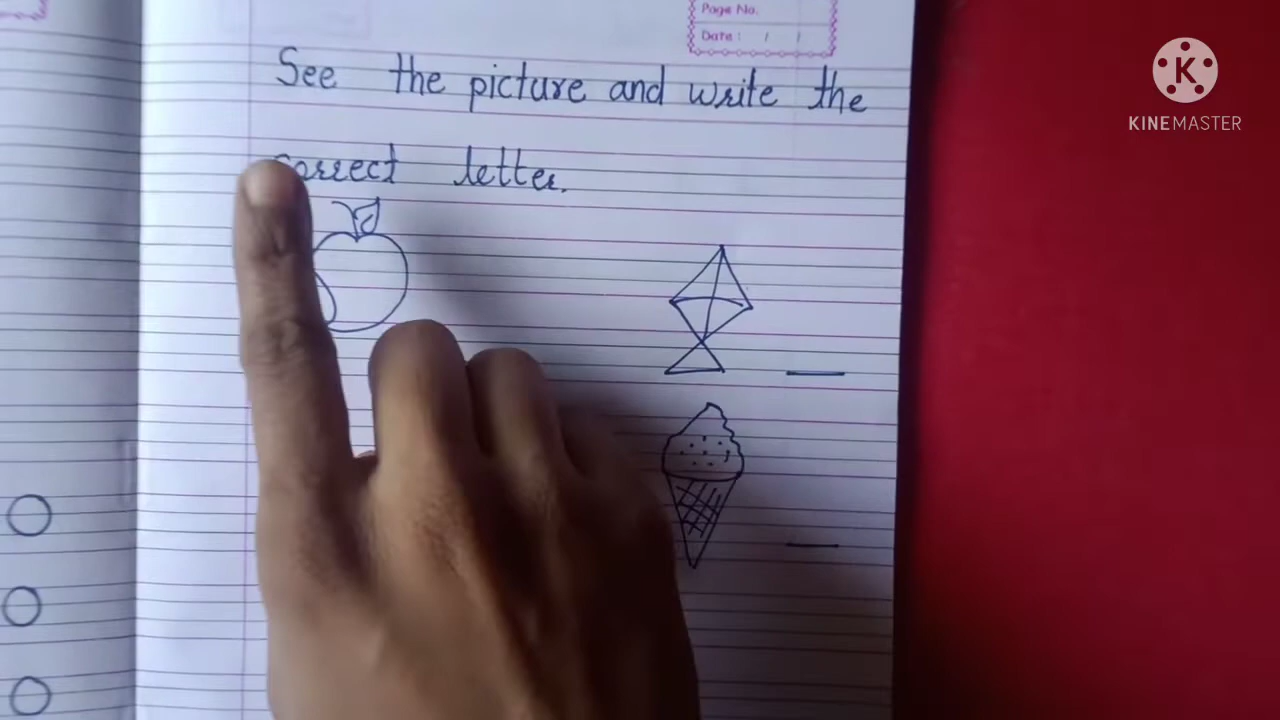 Page No.
Date : / /
See the picture and write the
correct letter.
K
KINEMASTER